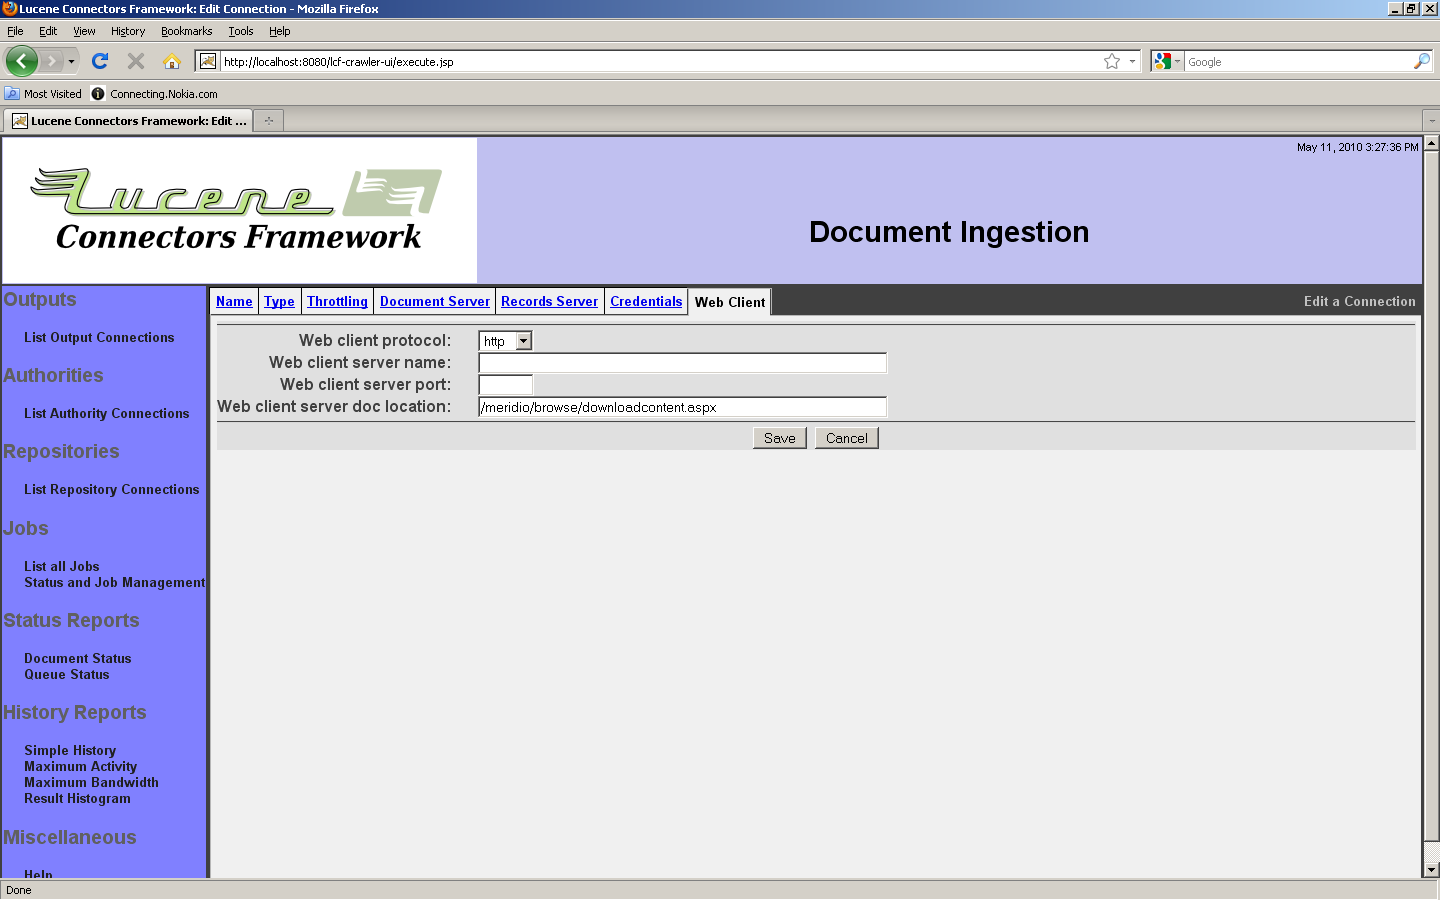 Lucene Connectors Framework: Edit Connection - Mozilla Firefox
File Edit View History Bookmarks Tools Help
http://localhost:8080/lcf-crawler-ui/execute.jsp
Google
Most Visited Connecting.Nokia.com
Lucene Connectors Framework: Edit ...
May 11, 2010 3:27:36 PM
Lucene
Connectors Framework
Document Ingestion
Outputs
List Output Connections
Authorities
List Authority Connections
Repositories
List Repository Connections
Jobs
List all Jobs
Status and Job Management
Status Reports
Document Status
Queue Status
History Reports
Simple History
Maximum Activity
Maximum Bandwidth
Result Histogram
Miscellaneous
Help
Name Type Throttling Document Server Records Server Credentials Web Client Edit a Connection
Web client protocol: http
Web client server name:
Web client server port:
Web client server doc location: /meridio/browse/downloadcontent.aspx
Save Cancel
Done